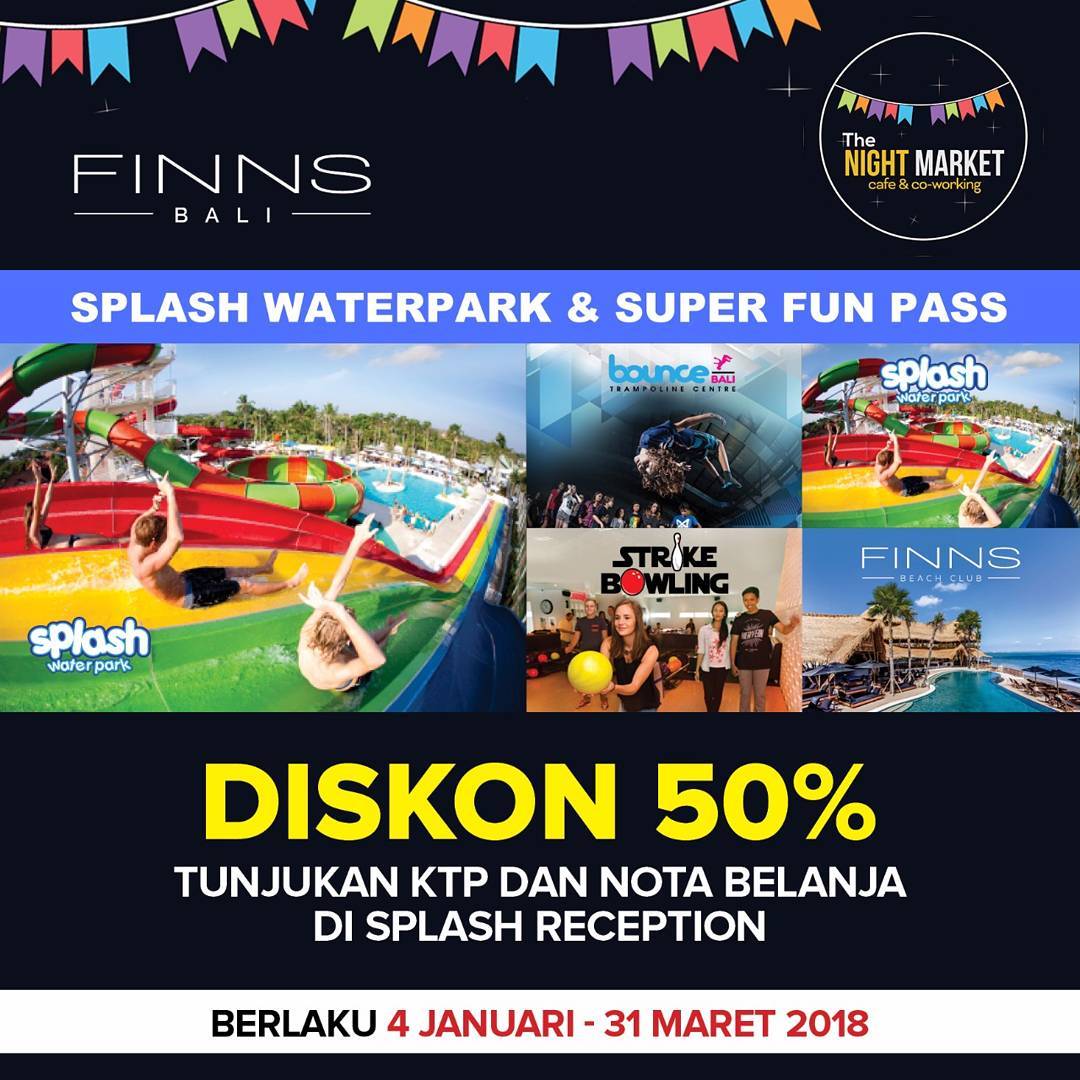 FINNS
BALI
The
NIGHT MARKET
cafe & co-working
SPLASH WATERPARK & SUPER FUN PASS
splash
water park
bounce
BALI
TRAMPOLINE CENTRE
splash
water park
STRIKE
BOWLING
FINNS
BEACH CLUB
DISKON 50%
TUNJUKAN KTP DAN NOTA BELANJA
DI SPLASH RECEPTION
BERLAKU 4 JANUARI - 31 MARET 2018